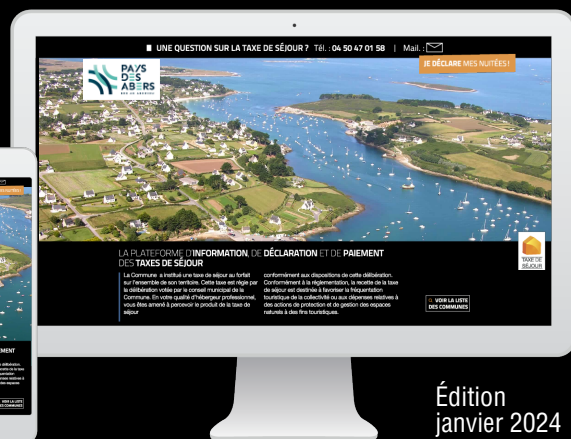 UNE QUESTION SUR LA TAXE DE SÉJOUR ? Tél. : 04 50 47 01 58 | Mail. :
JE DÉCLARE MES NUITÉES !
PAYS
DES
ABERS
LA PLATEFORME D'INFORMATION, DE DÉCLARATION ET DE PAIEMENT
DES TAXES DE SÉJOUR
La Commune a institué une taxe de séjour au forfait
sur l'ensemble de son territoire. Cette taxe est régie par
la délibération votée par le conseil municipal de la
Commune. En votre qualité d'hébergeur professionnel,
vous êtes amené à percevoir le produit de la taxe de
séjour
conformément aux dispositions de cette délibération.
Conformément à la réglementation, la recette de la taxe
de séjour est destinée à favoriser la fréquentation
touristique de la collectivité ou aux dépenses relatives à
des actions de protection et de gestion des espaces
naturels à des fins touristiques.
TAXE DE
SÉJOUR
VOIR LA LISTE
DES COMMUNES
VOIR LA LISTE
DES COMMUNES
Édition
janvier 2024